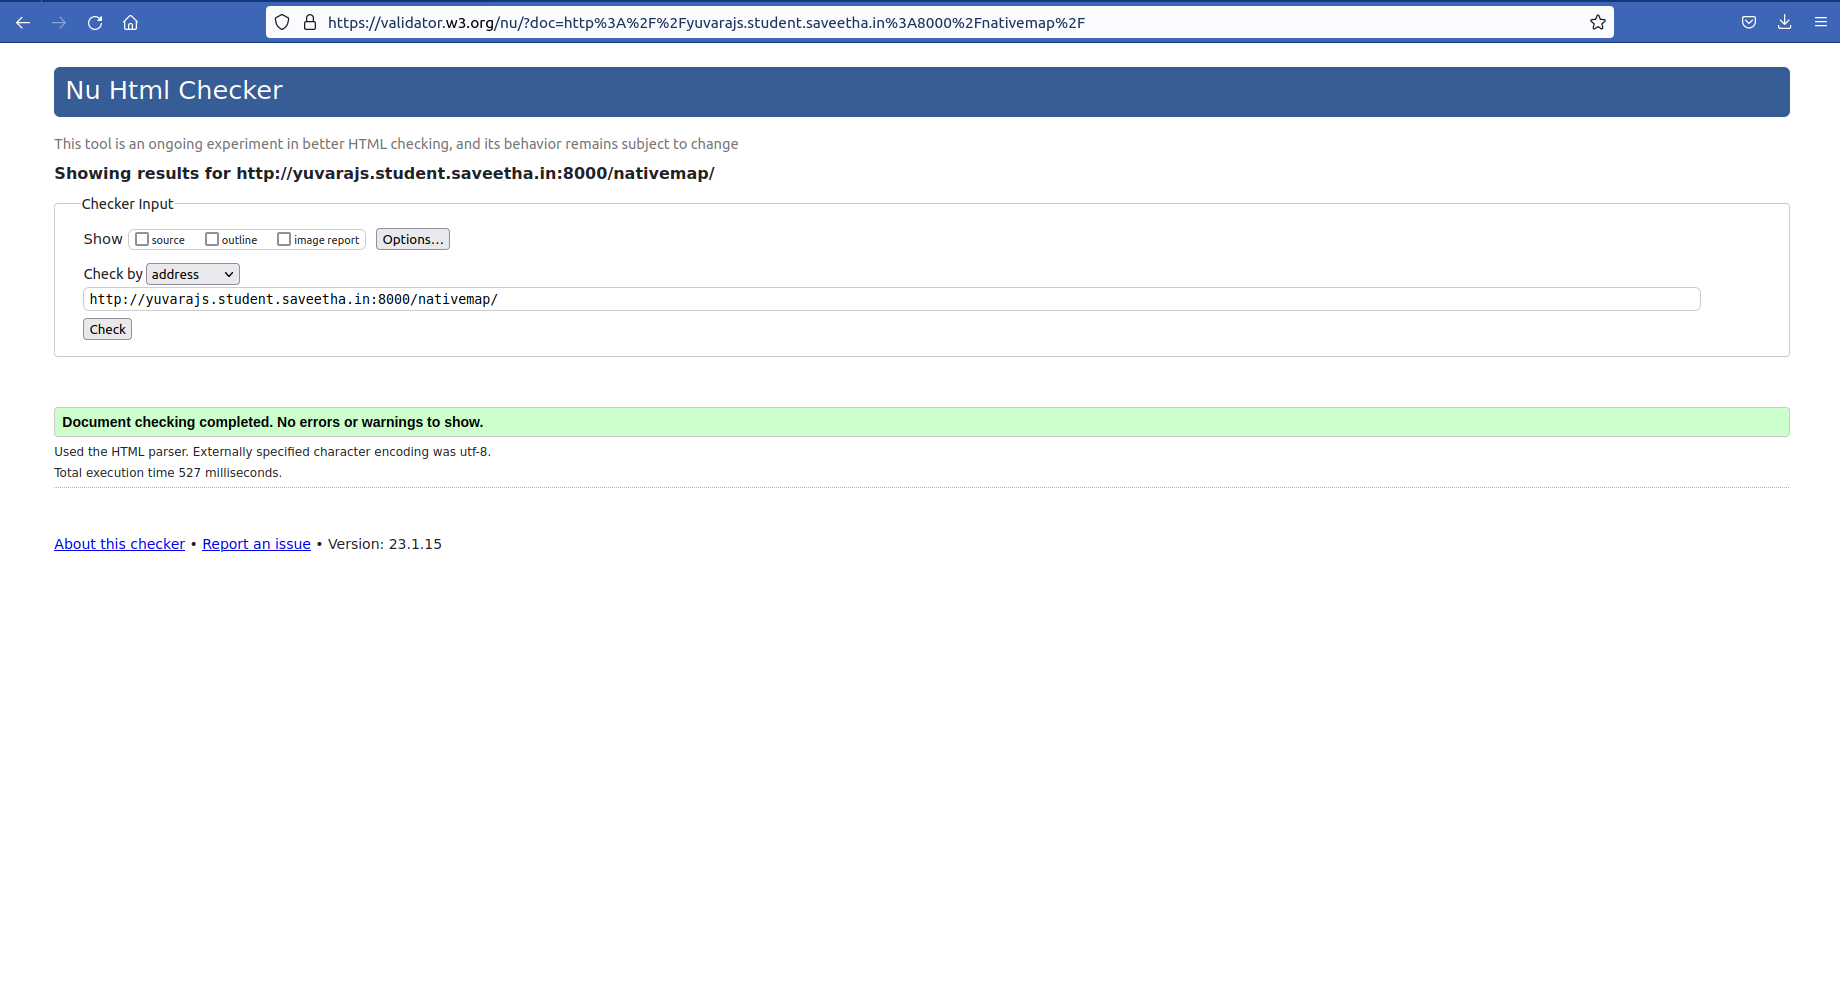 https://validator.w3.org/nu/?doc=http%3A%2F%2Fyuvarajs.student.saveetha.in%3A8000%2Fnativemap%2F
Nu Html Checker
This tool is an ongoing experiment in better HTML checking, and its behavior remains subject to change
Showing results for http://yuvarajs.student.saveetha.in:8000/nativemap/
Checker Input
Show source outline image report Options...
Check by address
http://yuvarajs.student.saveetha.in:8000/nativemap/
Check
Document checking completed. No errors or warnings to show.
Used the HTML parser. Externally specified character encoding was utf-8.
Total execution time 527 milliseconds.
About this checker • Report an issue • Version: 23.1.15